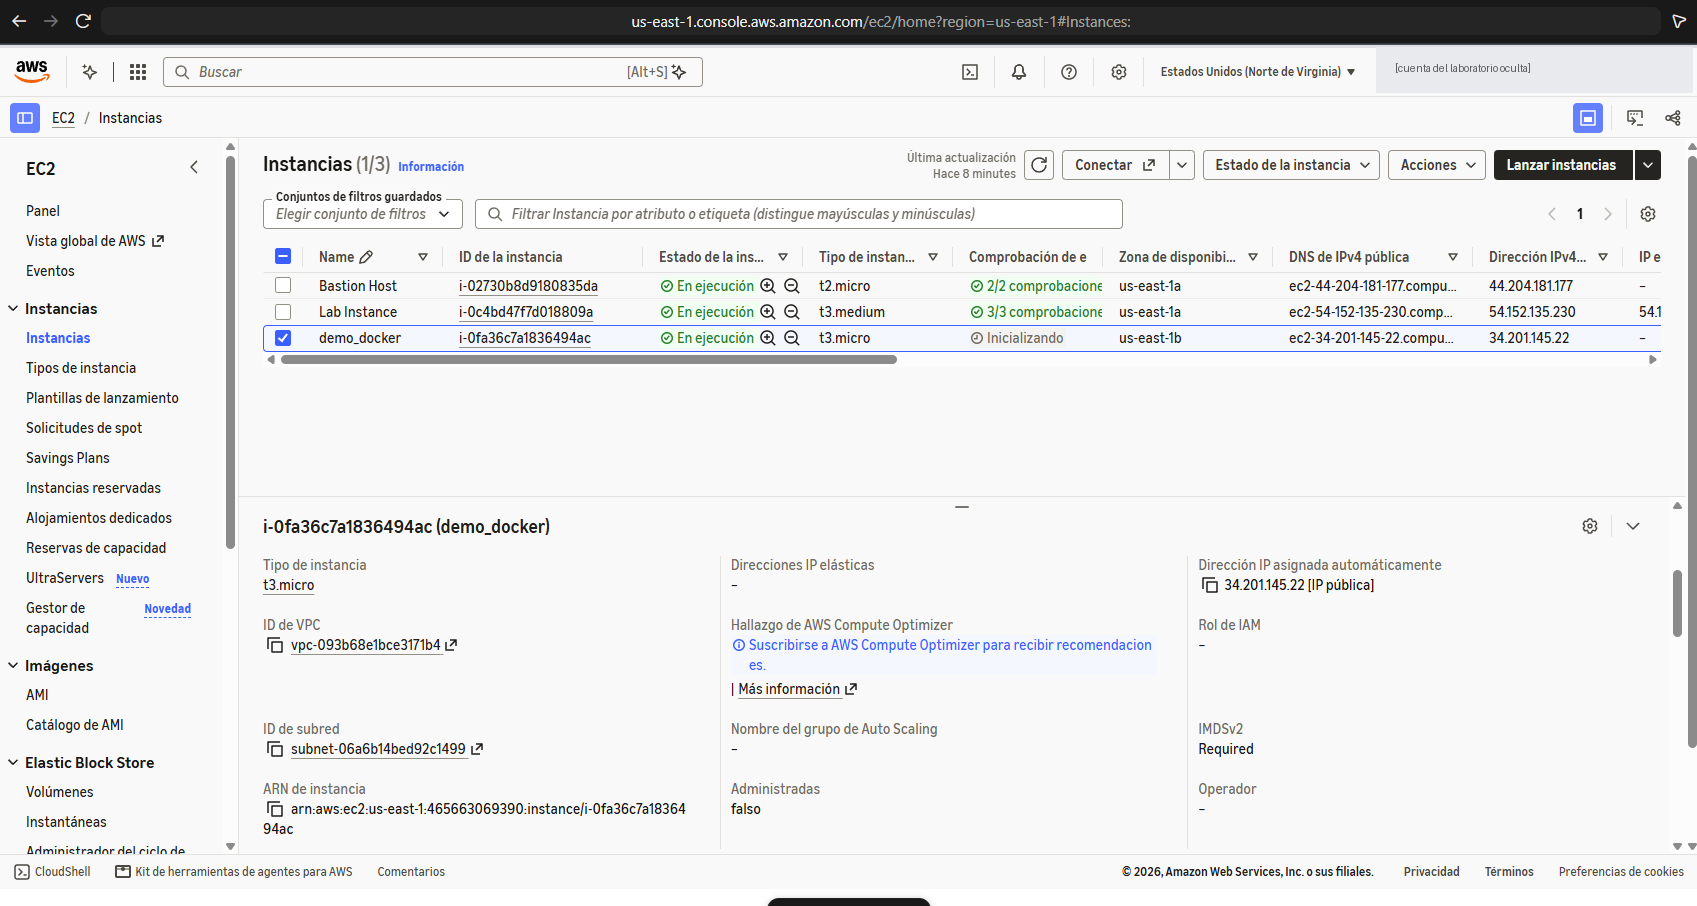 us-east-1.console.aws.amazon.com/ec2/home?region=us-east-1#Instances:
aws
Buscar
[Alt+S]
Estados Unidos (Norte de Virginia)
[cuenta del laboratorio oculta]
EC2 / Instancias
EC2
Panel
Vista global de AWS
Eventos
Instancias
Instancias
Tipos de instancia
Plantillas de lanzamiento
Solicitudes de spot
Savings Plans
Instancias reservadas
Alojamientos dedicados
Reservas de capacidad
UltraServers Nuevo
Gestor de capacidad Novedad
Imágenes
AMI
Catálogo de AMI
Elastic Block Store
Volúmenes
Instantáneas
Administrador del ciclo de
Instancias (1/3) Información
Última actualización
Hace 8 minutes
Conectar
Estado de la instancia
Acciones
Lanzar instancias
Conjuntos de filtros guardados
Elegir conjunto de filtros
Filtrar Instancia por atributo o etiqueta (distingue mayúsculas y minúsculas)
1
Name ID de la instancia Estado de la ins... Tipo de instan... Comprobación de e Zona de disponibi... DNS de IPv4 pública Dirección IPv4... IP e
Bastion Host i-02730b8d9180835da En ejecución t2.micro 2/2 comprobacione us-east-1a ec2-44-204-181-177.compu... 44.204.181.177 –
Lab Instance i-0c4bd47f7d018809a En ejecución t3.medium 3/3 comprobacione us-east-1a ec2-54-152-135-230.comp... 54.152.135.230 54.1
demo_docker i-0fa36c7a1836494ac En ejecución t3.micro Inicializando us-east-1b ec2-34-201-145-22.compu... 34.201.145.22 –
i-0fa36c7a1836494ac (demo_docker)
Tipo de instancia
t3.micro
Direcciones IP elásticas
–
Dirección IP asignada automáticamente
34.201.145.22 [IP pública]
ID de VPC
vpc-093b68e1bce3171b4
Hallazgo de AWS Compute Optimizer
Suscribirse a AWS Compute Optimizer para recibir recomendacion
es.
| Más información
Rol de IAM
–
ID de subred
subnet-06a6b14bed92c1499
Nombre del grupo de Auto Scaling
–
IMDSv2
Required
ARN de instancia
arn:aws:ec2:us-east-1:465663069390:instance/i-0fa36c7a18364
94ac
Administradas
falso
Operador
–
CloudShell
Kit de herramientas de agentes para AWS
Comentarios
© 2026, Amazon Web Services, Inc. o sus filiales.
Privacidad
Términos
Preferencias de cookies